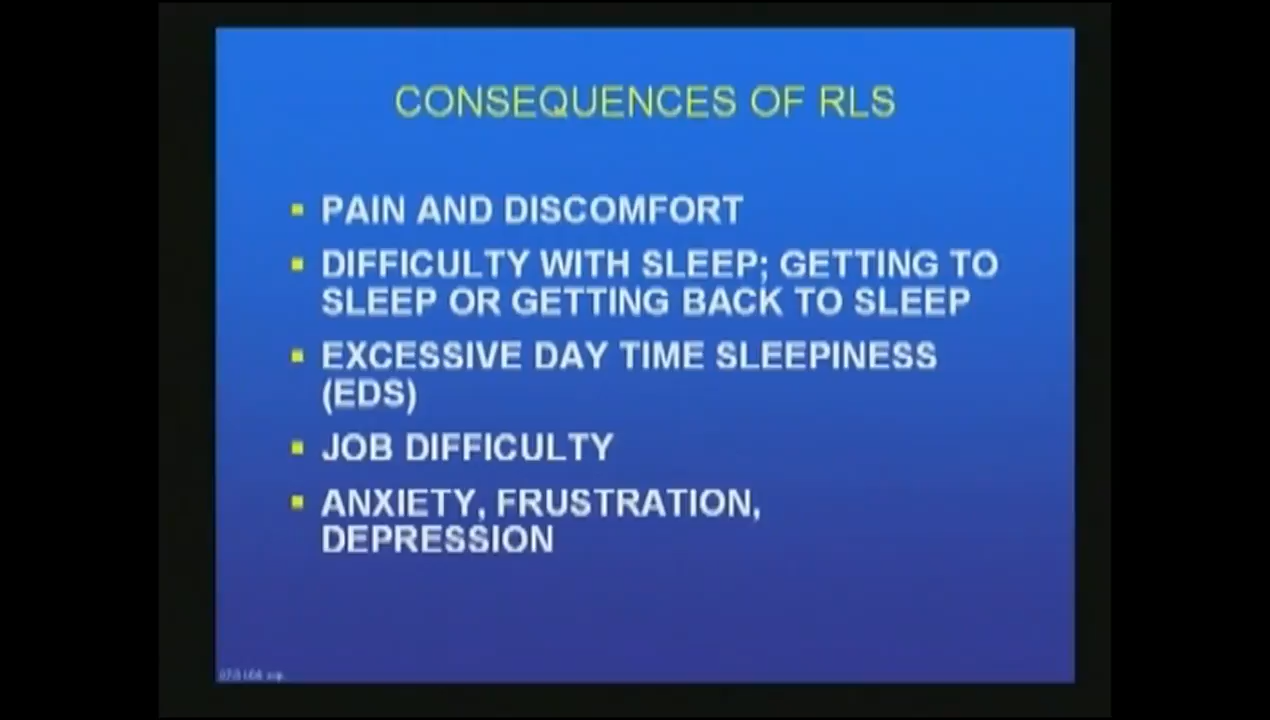 CONSEQUENCES OF RLS
▪ PAIN AND DISCOMFORT
▪ DIFFICULTY WITH SLEEP; GETTING TO
SLEEP OR GETTING BACK TO SLEEP
▪ EXCESSIVE DAY TIME SLEEPINESS
(EDS)
▪ JOB DIFFICULTY
▪ ANXIETY, FRUSTRATION,
DEPRESSION